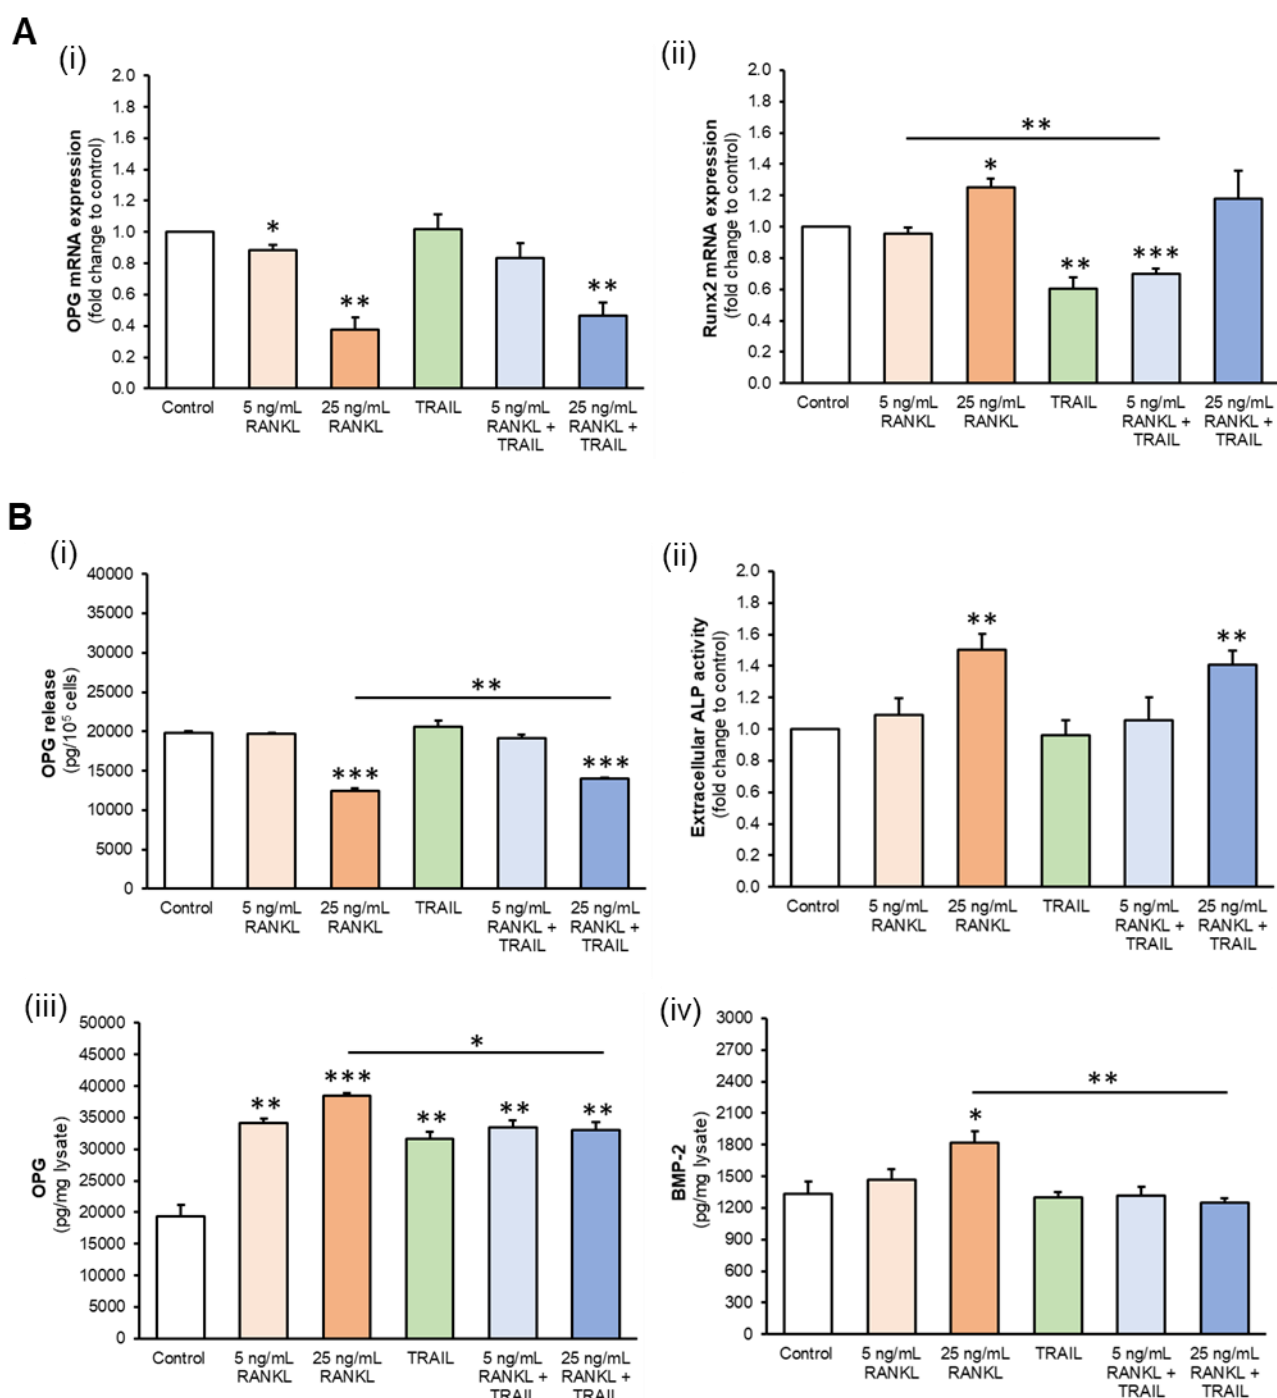 A
(i)
2.0
1.8
1.6
1.4
1.2
1.0
0.8
0.6
0.4
0.2
0.0
OPG mRNA expression
(fold change to control)
*
**
**
Control
5 ng/mL
RANKL
25 ng/mL
RANKL
TRAIL
5 ng/mL
RANKL +
TRAIL
25 ng/mL
RANKL +
TRAIL
(ii)
2.0
1.8
1.6
1.4
1.2
1.0
0.8
0.6
0.4
0.2
0.0
Runx2 mRNA expression
(fold change to control)
**
*
**
***
Control
5 ng/mL
RANKL
25 ng/mL
RANKL
TRAIL
5 ng/mL
RANKL +
TRAIL
25 ng/mL
RANKL +
TRAIL
B
(i)
40000
35000
30000
25000
20000
15000
10000
5000
0
OPG release
(pg/10⁵ cells)
**
***
***
Control
5 ng/mL
RANKL
25 ng/mL
RANKL
TRAIL
5 ng/mL
RANKL +
TRAIL
25 ng/mL
RANKL +
TRAIL
(ii)
2.0
1.8
1.6
1.4
1.2
1.0
0.8
0.6
0.4
0.2
0.0
Extracellular ALP activity
(fold change to control)
**
**
Control
5 ng/mL
RANKL
25 ng/mL
RANKL
TRAIL
5 ng/mL
RANKL +
TRAIL
25 ng/mL
RANKL +
TRAIL
(iii)
50000
45000
40000
35000
30000
25000
20000
15000
10000
5000
0
OPG
(pg/mg lysate)
*
**
***
**
**
**
Control
5 ng/mL
RANKL
25 ng/mL
RANKL
TRAIL
5 ng/mL
RANKL +
TRAIL
25 ng/mL
RANKL +
TRAIL
(iv)
3000
2700
2400
2100
1800
1500
1200
900
600
300
0
BMP-2
(pg/mg lysate)
**
*
Control
5 ng/mL
RANKL
25 ng/mL
RANKL
TRAIL
5 ng/mL
RANKL +
TRAIL
25 ng/mL
RANKL +
TRAIL